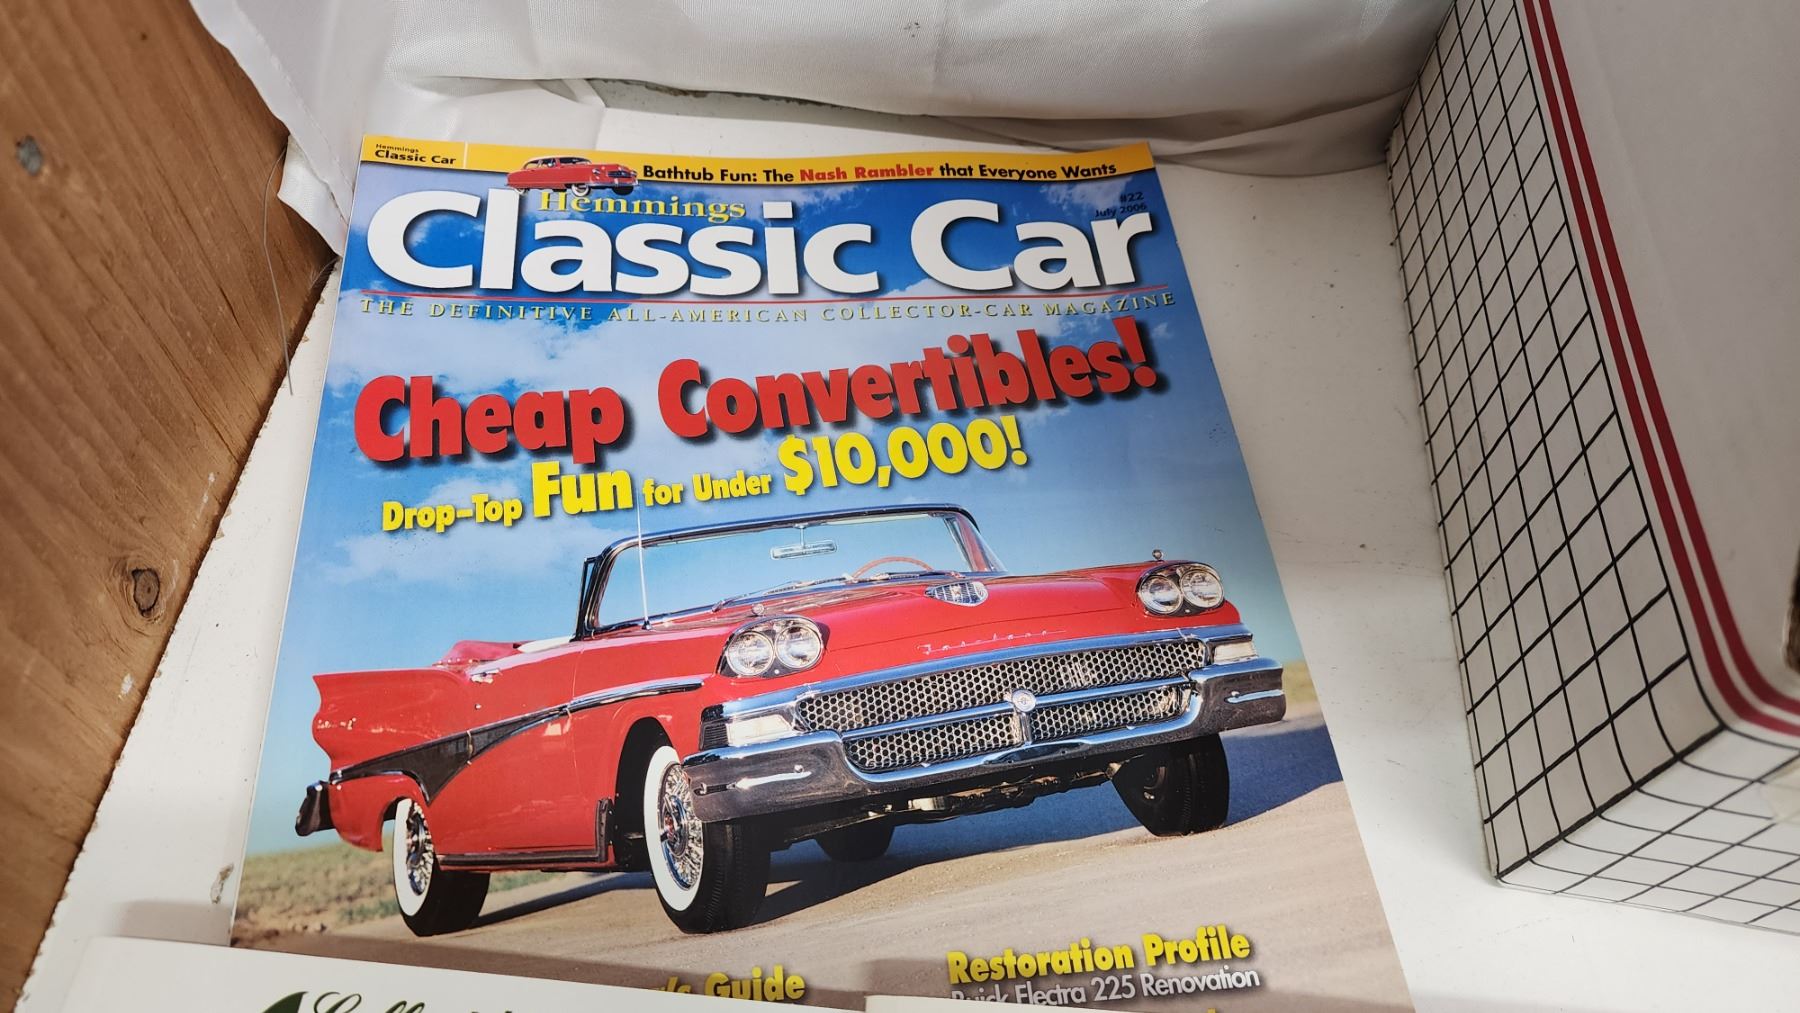 Hemmings
Classic Car
Bathtub Fun: The Nash Rambler that Everyone Wants
Hemmings
#22
July 2006
Classic Car
THE DEFINITIVE ALL-AMERICAN COLLECTOR-CAR MAGAZINE
Cheap Convertibles!
Drop-Top Fun for Under $10,000!
Fairlane
Guide
Restoration Profile
Buick Electra 225 Renovation